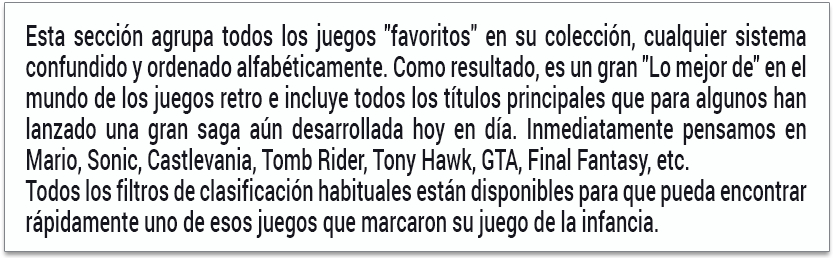 Esta sección agrupa todos los juegos "favoritos" en su colección, cualquier sistema
confundido y ordenado alfabéticamente. Como resultado, es un gran "Lo mejor de" en el
mundo de los juegos retro e incluye todos los títulos principales que para algunos han
lanzado una gran saga aún desarrollada hoy en día. Inmediatamente pensamos en
Mario, Sonic, Castlevania, Tomb Rider, Tony Hawk, GTA, Final Fantasy, etc.
Todos los filtros de clasificación habituales están disponibles para que pueda encontrar
rápidamente uno de esos juegos que marcaron su juego de la infancia.